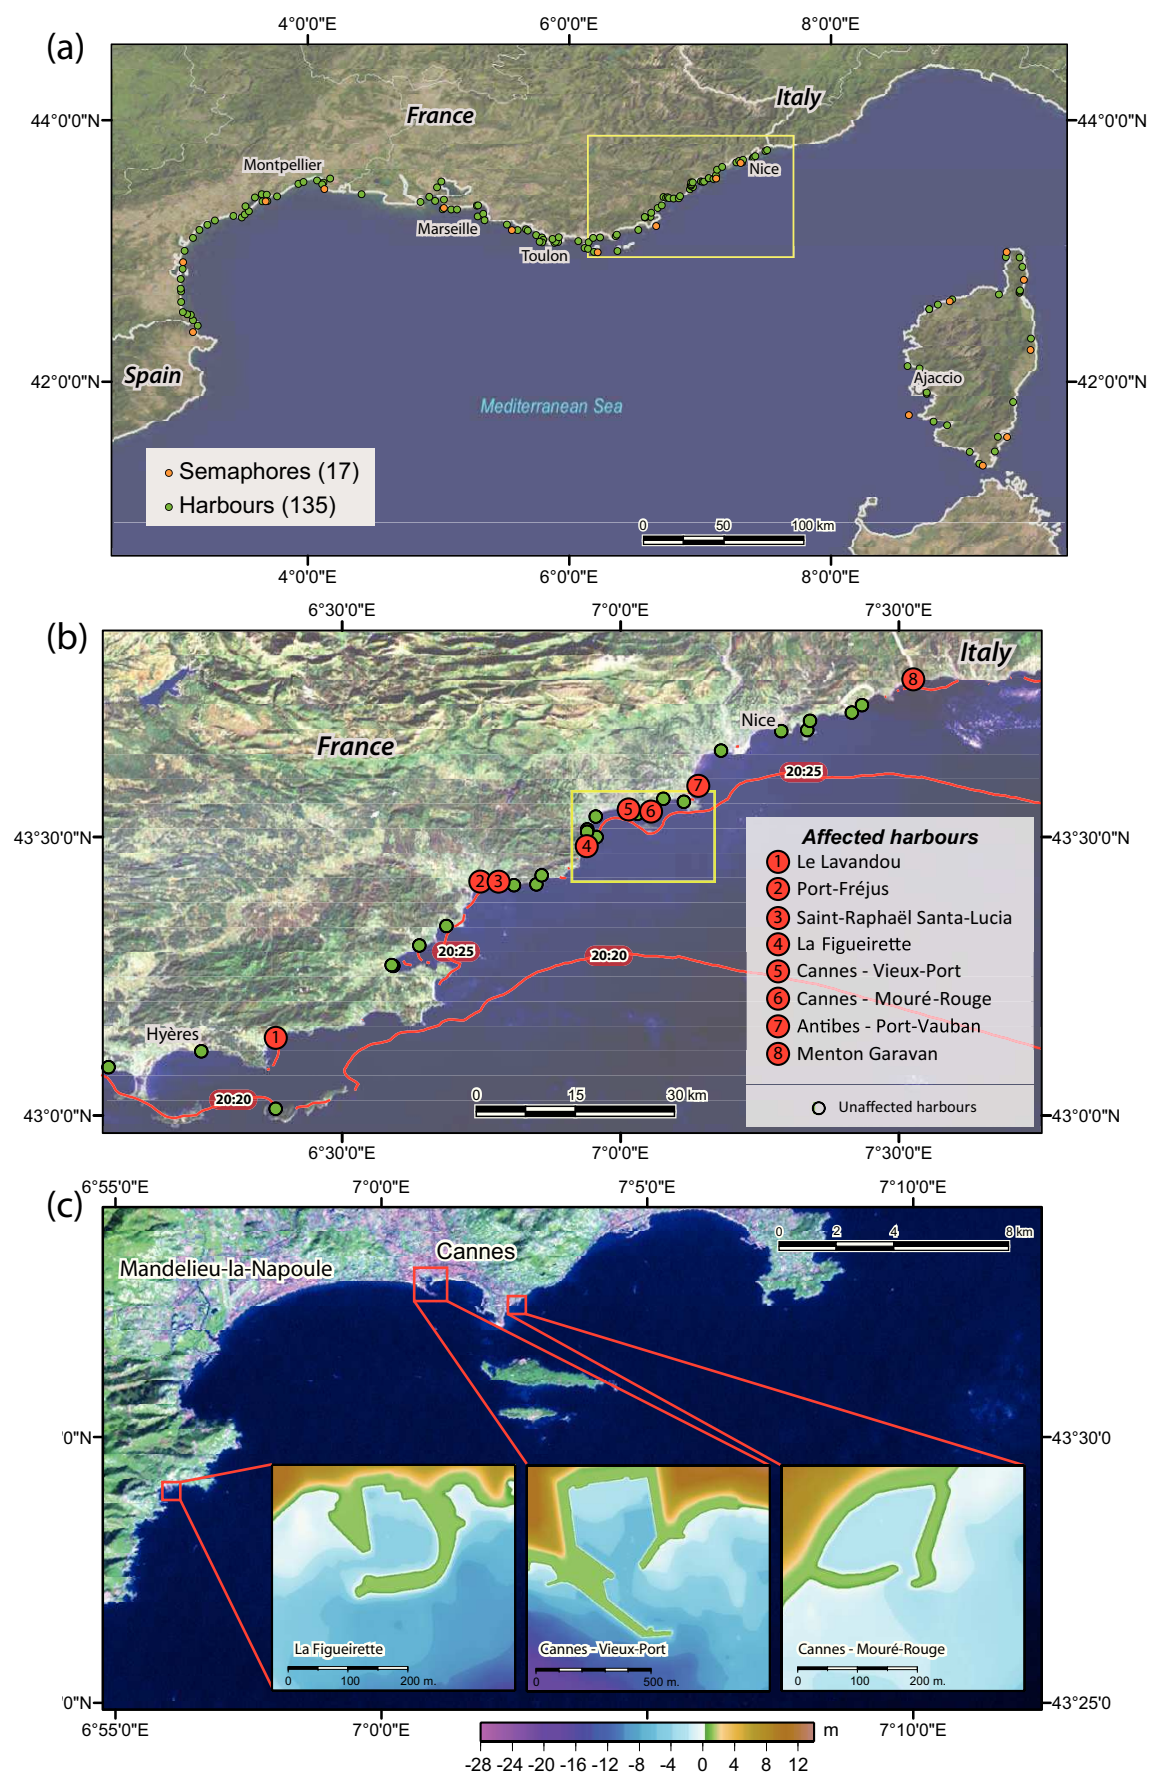 (a)
4°0'0"E 6°0'0"E 8°0'0"E
44°0'0"N 44°0'0"N
France
Italy
Montpellier
Nice
Marseille
Toulon
42°0'0"N 42°0'0"N
Spain
Ajaccio
Mediterranean Sea
Semaphores (17)
Harbours (135)
0 50 100 km
4°0'0"E 6°0'0"E 8°0'0"E
(b)
6°30'0"E 7°0'0"E 7°30'0"E
Italy
8
France
Nice
20:25
7
5 6
4
43°30'0"N 43°30'0"N
2 3
20:25
20:20
Hyères
1
20:20
Affected harbours
1 Le Lavandou
2 Port-Fréjus
3 Saint-Raphaël Santa-Lucia
4 La Figueirette
5 Cannes - Vieux-Port
6 Cannes - Mouré-Rouge
7 Antibes - Port-Vauban
8 Menton Garavan
Unaffected harbours
0 15 30 km
43°0'0"N 43°0'0"N
6°30'0"E 7°0'0"E 7°30'0"E
(c)
6°55'0"E 7°0'0"E 7°5'0"E 7°10'0"E
0 2 4 8 km
Cannes
Mandelieu-la-Napoule
'0"N 43°30'0
La Figueirette
0 100 200 m.
Cannes - Vieux-Port
0 500 m.
Cannes - Mouré-Rouge
0 100 200 m.
'0"N 43°25'0
6°55'0"E 7°0'0"E 7°10'0"E
m
-28 -24 -20 -16 -12 -8 -4 0 4 8 12